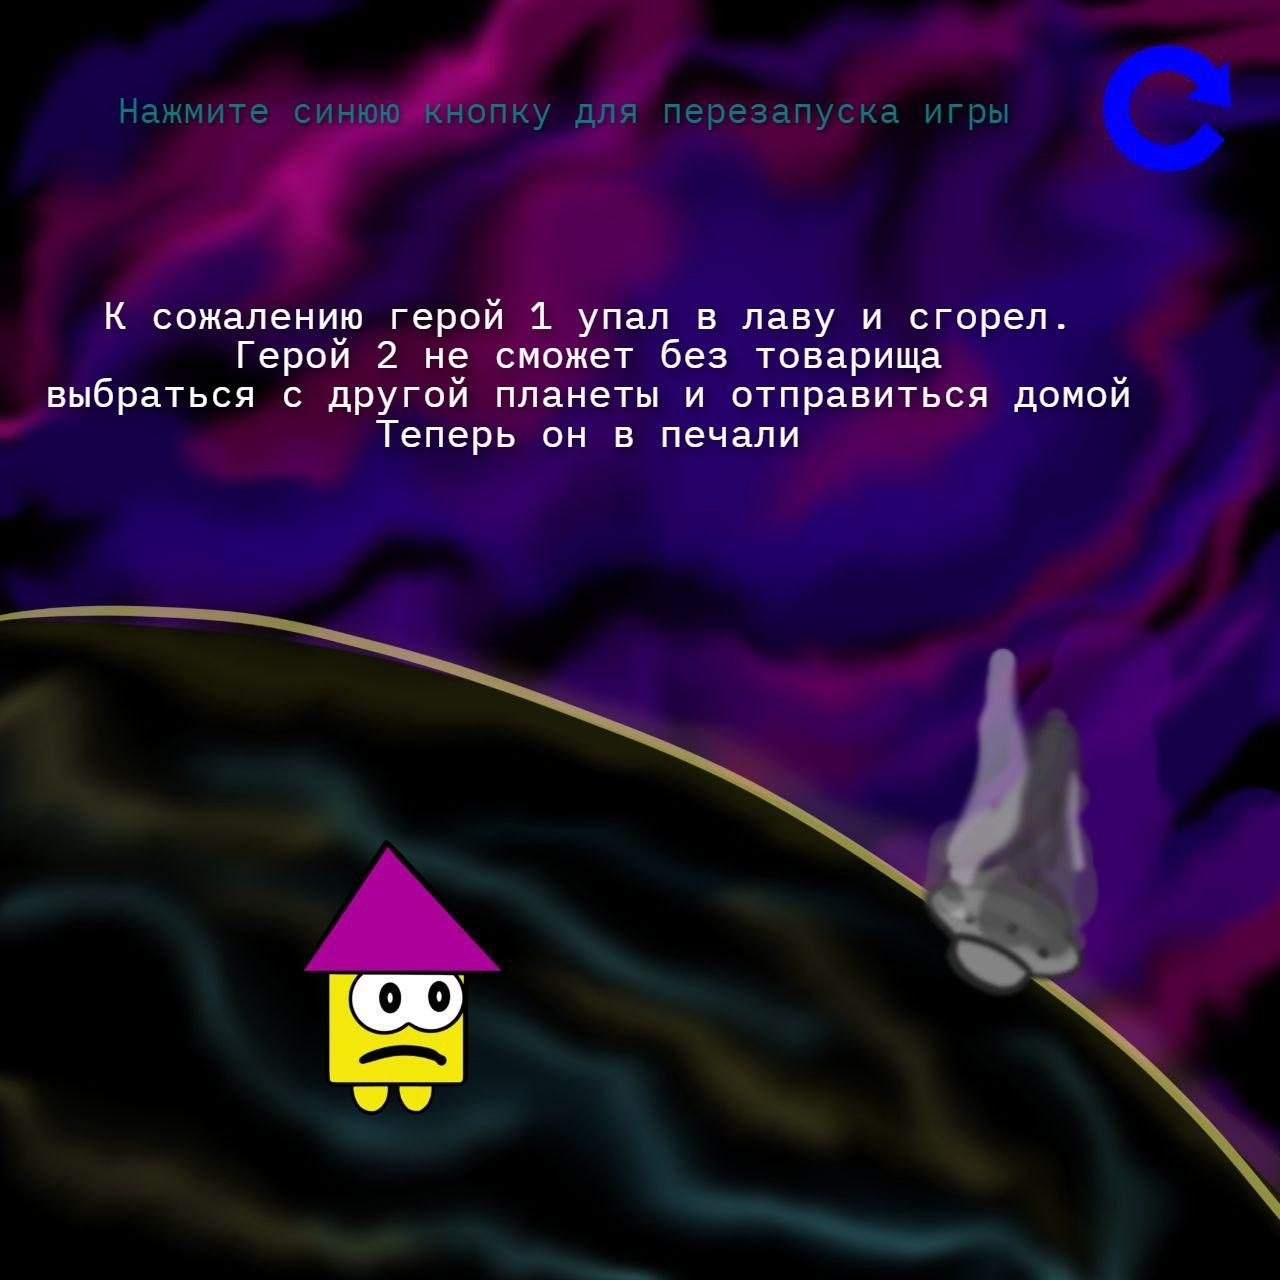 Нажмите синюю кнопку для перезапуска игры
К сожалению герой 1 упал в лаву и сгорел.
Герой 2 не сможет без товарища
выбраться с другой планеты и отправиться домой
Теперь он в печали